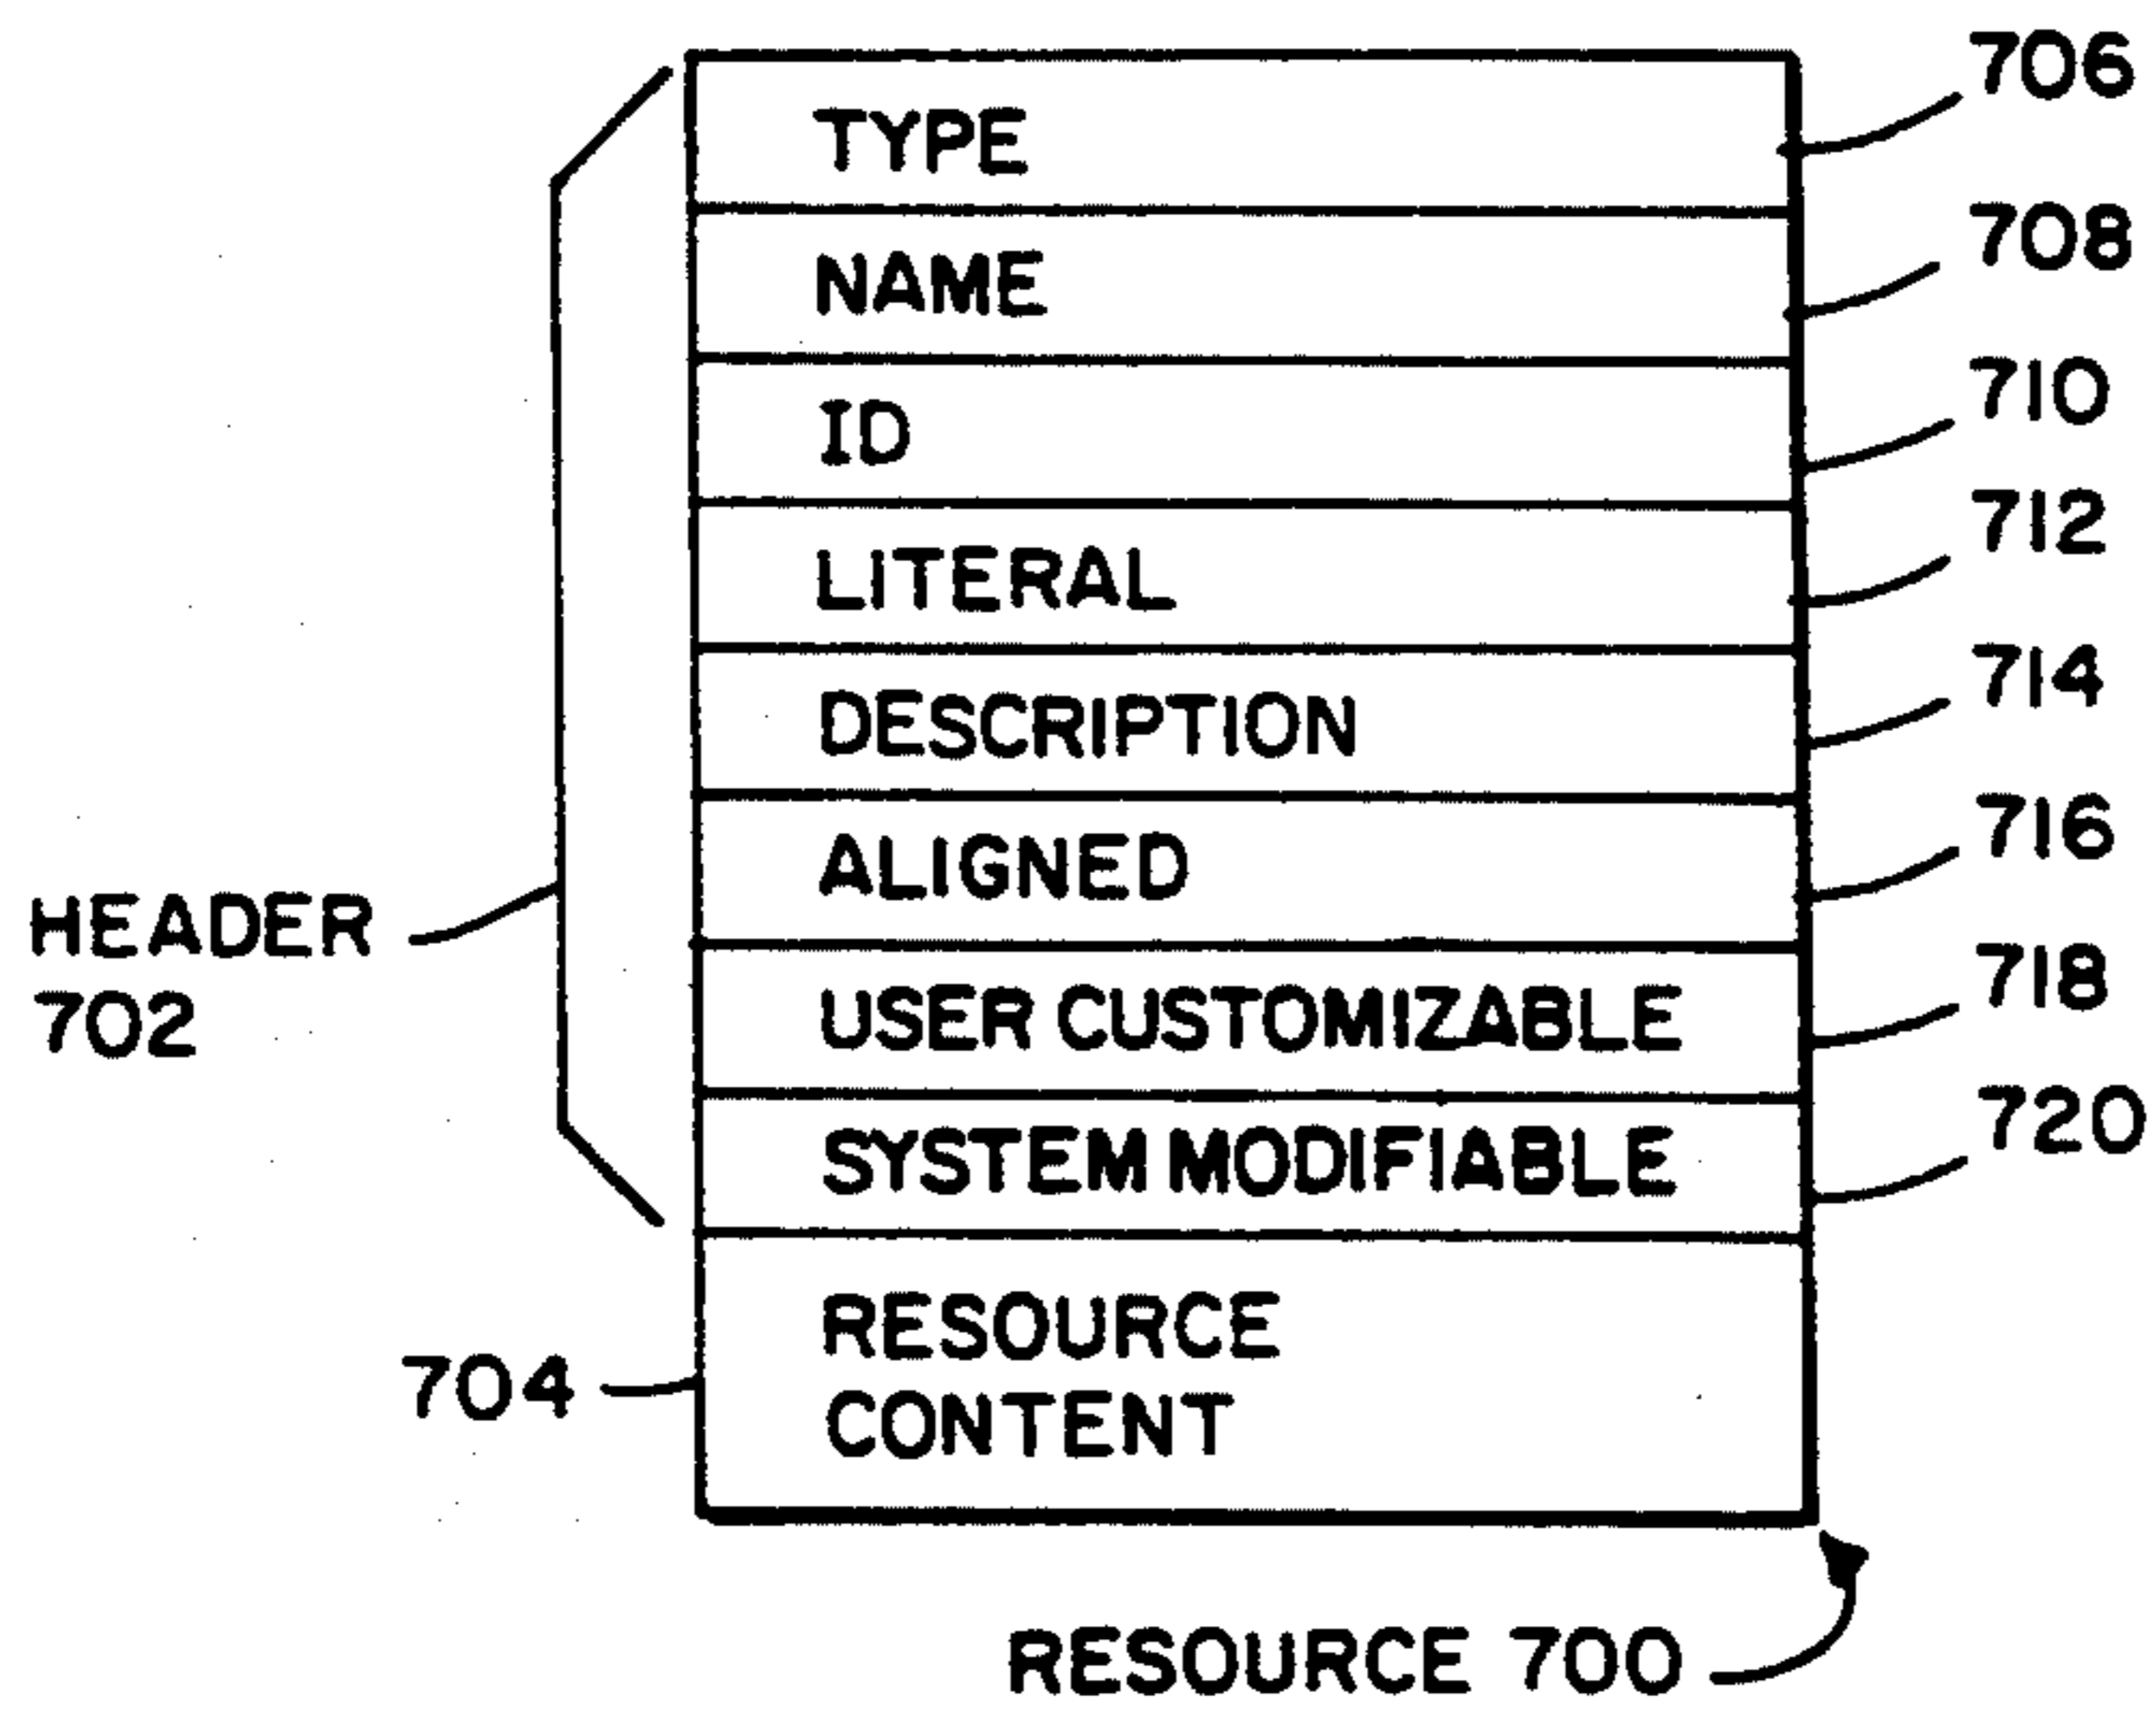 TYPE
706
NAME
708
ID
710
LITERAL
712
DESCRIPTION
714
ALIGNED
716
HEADER
702
USER CUSTOMIZABLE
718
SYSTEM MODIFIABLE
720
RESOURCE
CONTENT
704
RESOURCE 700